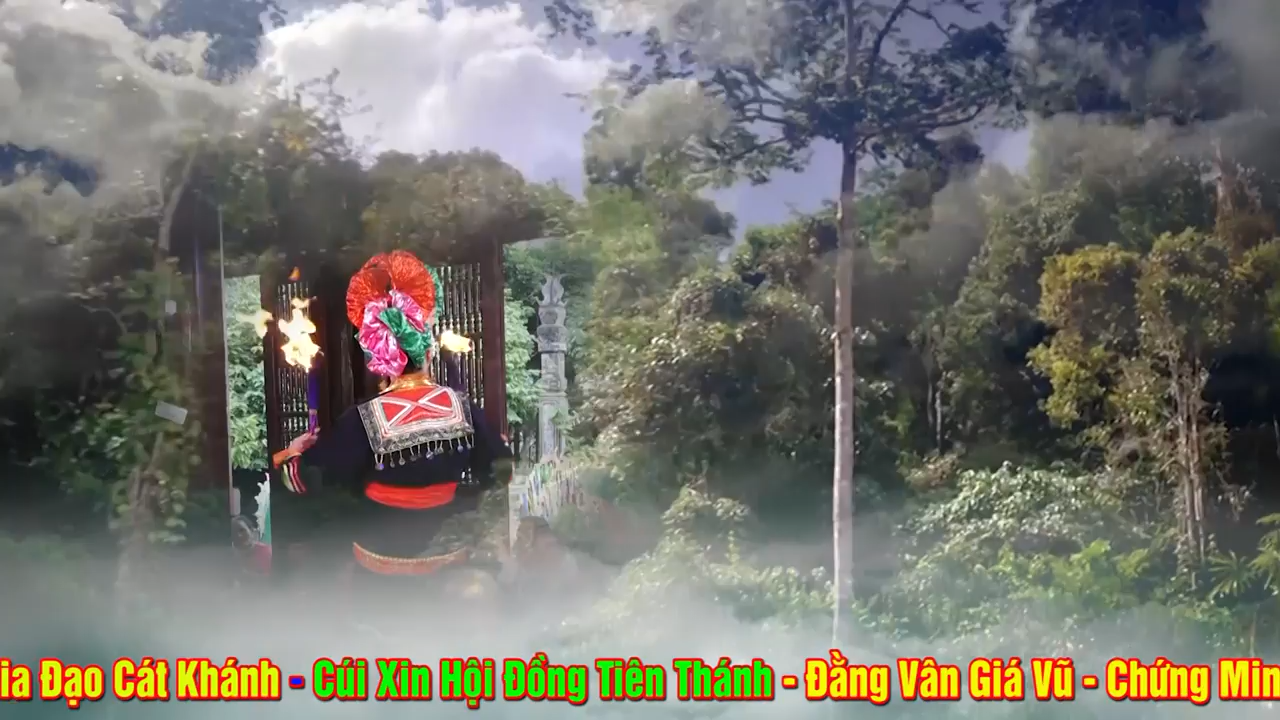 ia Đạo Cát Khánh - Cúi Xin Hội Đồng Tiên Thánh - Đằng Vân Giá Vũ - Chứng Min